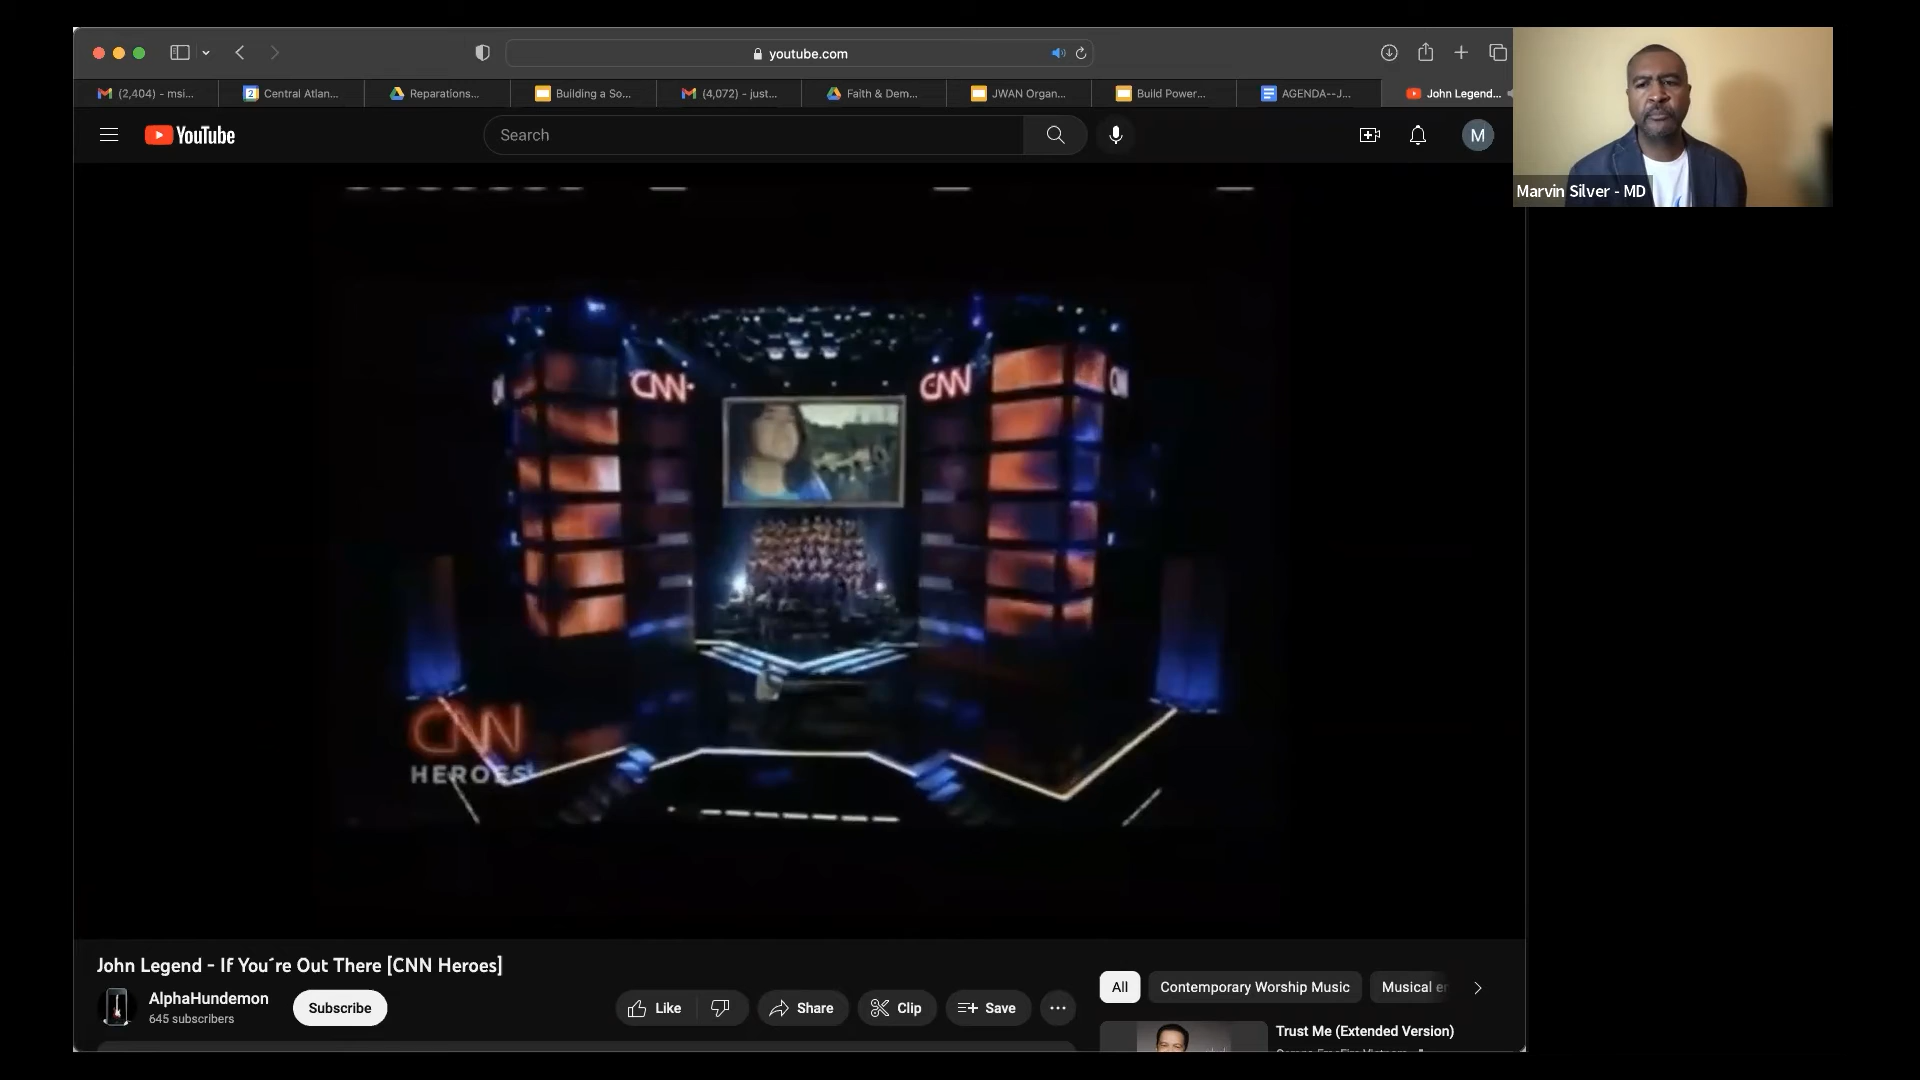 youtube.com
(2,404) - msi...
2 Central Atlan...
Reparations...
Building a So...
(4,072) - just...
Faith & Dem...
JWAN Organ...
Build Power...
AGENDA--J...
John Legend...
YouTube
Search
M
Marvin Silver - MD
CNN CNN
CNN
HEROES
John Legend - If You´re Out There [CNN Heroes]
AlphaHundemon
645 subscribers
Subscribe
Like
Share
Clip
Save
All
Contemporary Worship Music
Musical er
Trust Me (Extended Version)